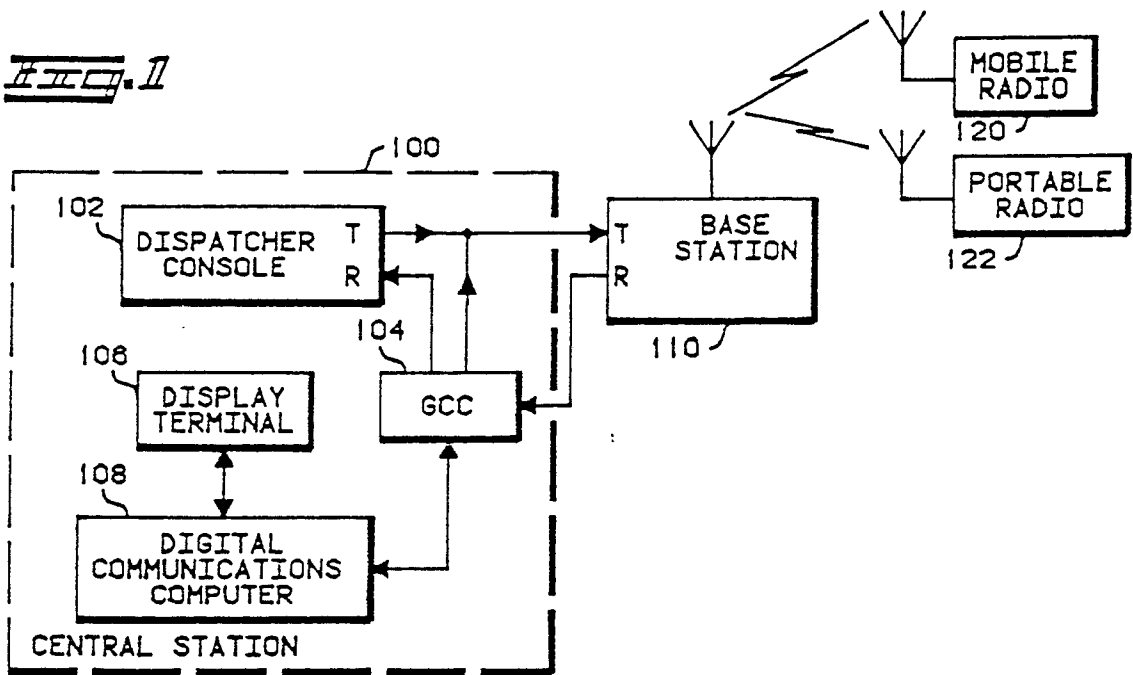 Fig.1
MOBILE
RADIO
120
PORTABLE
RADIO
122
100
102
DISPATCHER
CONSOLE
T
R
T
R
BASE
STATION
110
104
GCC
106
DISPLAY
TERMINAL
108
DIGITAL
COMMUNICATIONS
COMPUTER
CENTRAL STATION